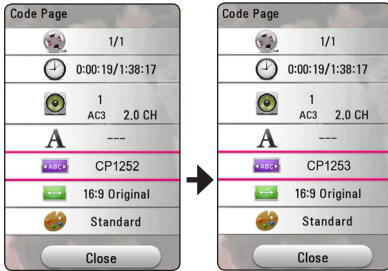 Code Page
1/1
0:00:19/1:38:17
1
AC3 2.0 CH
A ---
ABC CP1252
16:9 Original
Standard
Close
Code Page
1/1
0:00:19/1:38:17
1
AC3 2.0 CH
A ---
ABC CP1253
16:9 Original
Standard
Close